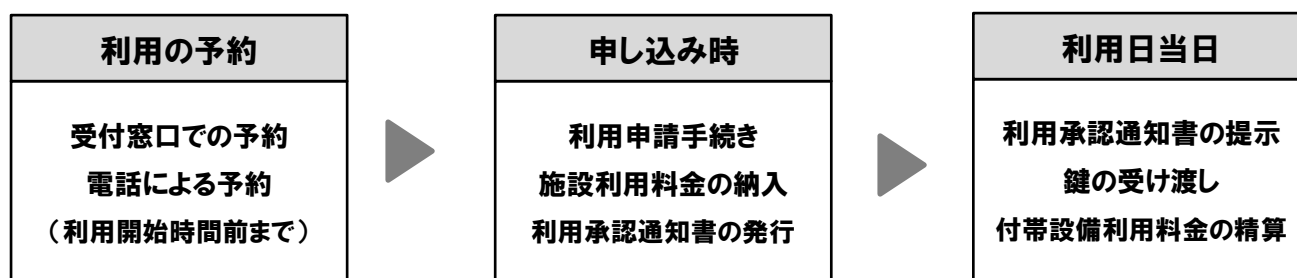 利用の予約
受付窓口での予約
電話による予約
（利用開始時間前まで）
申し込み時
利用申請手続き
施設利用料金の納入
利用承認通知書の発行
利用日当日
利用承認通知書の提示
鍵の受け渡し
付帯設備利用料金の精算